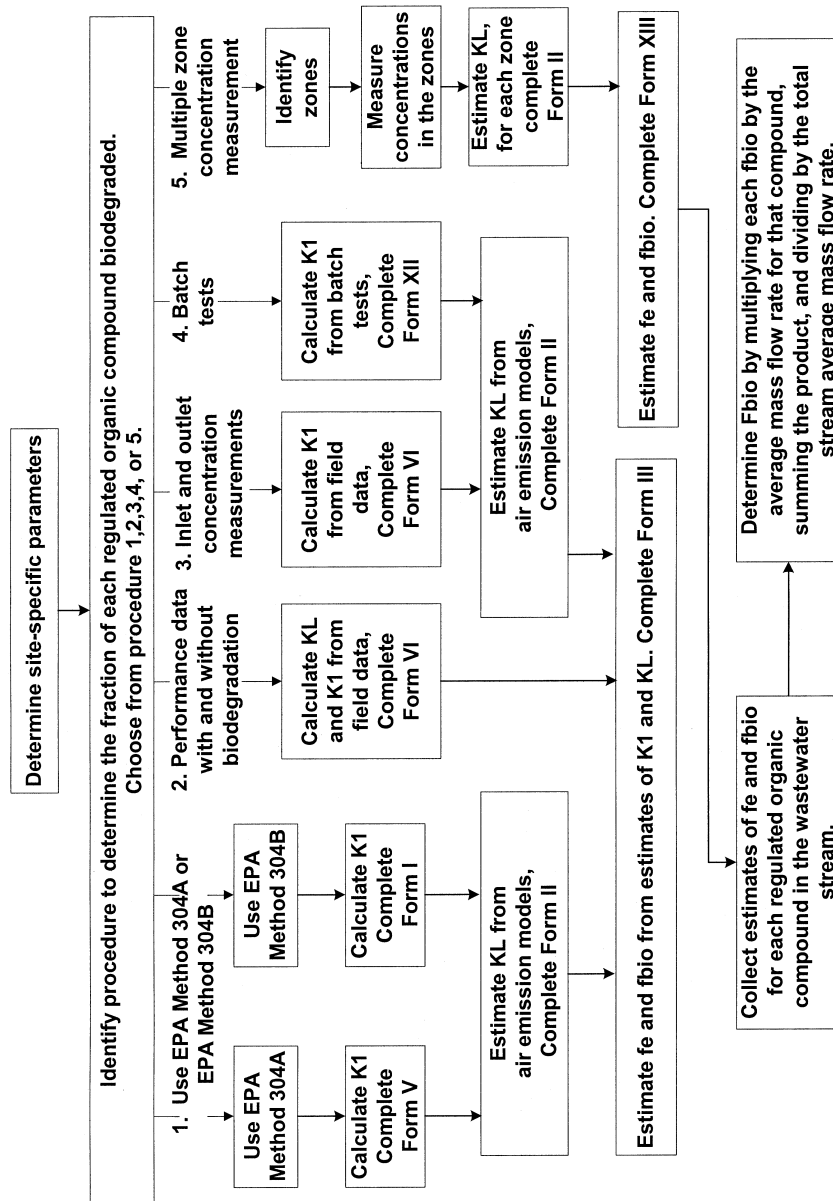 Determine site-specific parameters
Identify procedure to determine the fraction of each regulated organic compound biodegraded.
Choose from procedure 1,2,3,4, or 5.
1. Use EPA Method 304A or
EPA Method 304B
Use EPA
Method 304A
Calculate K1
Complete
Form V
Use EPA
Method 304B
Calculate K1
Complete
Form I
Estimate KL from
air emission models,
Complete Form II
2. Performance data
with and without
biodegradation
Calculate KL
and K1 from
field data,
Complete
Form VI
3. Inlet and outlet
concentration
measurements
Calculate K1
from field
data,
Complete
Form VI
4. Batch
tests
Calculate K1
from batch
tests,
Complete
Form XII
Estimate KL from
air emission models,
Complete Form II
5. Multiple zone
concentration
measurement
Identify
zones
Measure
concentrations
in the zones
Estimate KL,
for each zone
complete
Form II
Estimate fe and fbio from estimates of K1 and KL. Complete Form III
Estimate fe and fbio. Complete Form XIII
Collect estimates of fe and fbio
for each regulated organic
compound in the wastewater
stream.
Determine Fbio by multiplying each fbio by the
average mass flow rate for that compound,
summing the product, and dividing by the total
stream average mass flow rate.